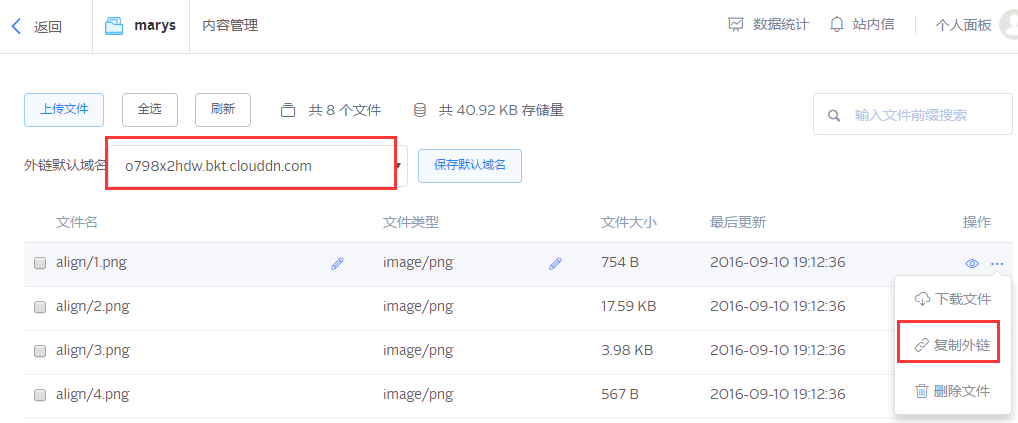 返回 marys 内容管理 数据统计 站内信 个人面板
上传文件 全选 刷新 共 8 个文件 共 40.92 KB 存储量 输入文件前缀搜索
外链默认域名 o798x2hdw.bkt.clouddn.com 保存默认域名
文件名 文件类型 文件大小 最后更新 操作
align/1.png image/png 754 B 2016-09-10 19:12:36
align/2.png image/png 17.59 KB 2016-09-10 19:12:36
align/3.png image/png 3.98 KB 2016-09-10 19:12:36
align/4.png image/png 567 B 2016-09-10 19:12:36
下载文件
复制外链
删除文件